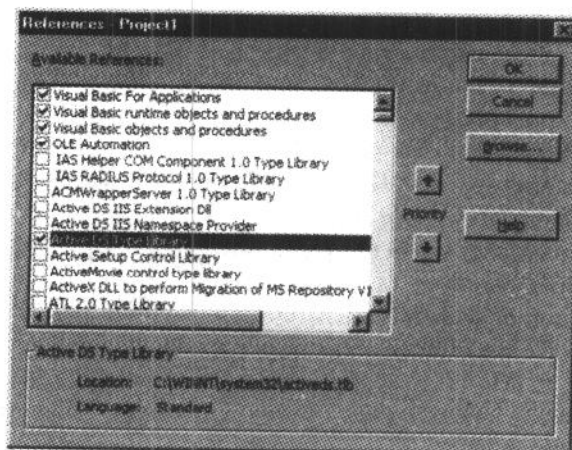 References - Project1
Available References:
OK
Cancel
Browse...
Help
Priority
Visual Basic For Applications
Visual Basic runtime objects and procedures
Visual Basic objects and procedures
OLE Automation
IAS Helper COM Component 1.0 Type Library
IAS RADIUS Protocol 1.0 Type Library
ACMWrapperServer 1.0 Type Library
Active DS IIS Extension Dll
Active DS IIS Namespace Provider
Active DS Type Library
Active Setup Control Library
ActiveMovie control type library
ActiveX DLL to perform Migration of MS Repository V1
ATL 2.0 Type Library
Active DS Type Library
Location: C:\WINNT\system32\activeds.tlb
Language: Standard